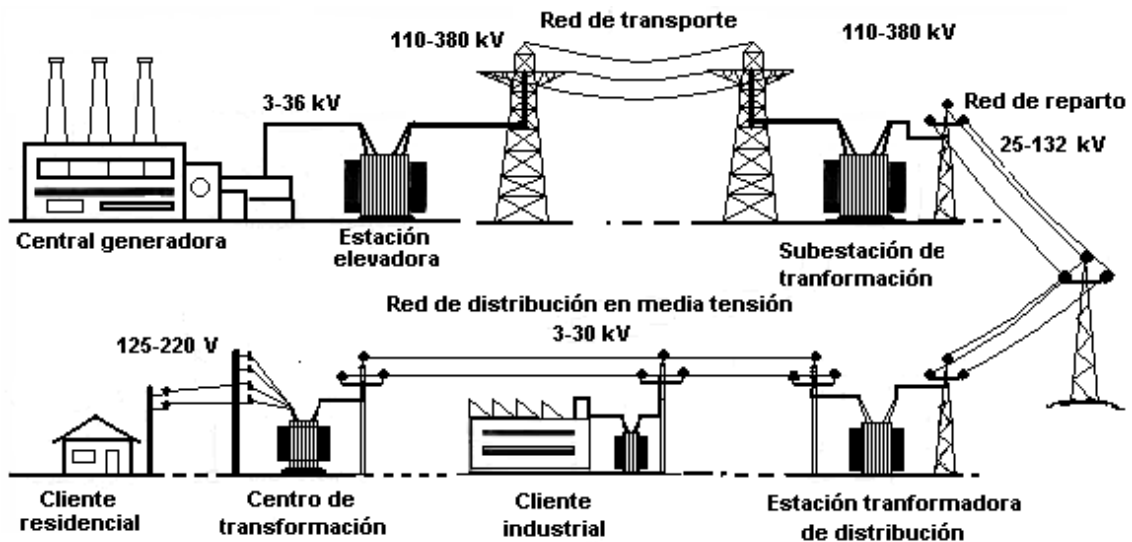 Red de transporte
110-380 kV
110-380 kV
3-36 kV
Red de reparto
25-132 kV
Central generadora
Estación
elevadora
Subestación de
tranformación
Red de distribución en media tensión
3-30 kV
125-220 V
Cliente
residencial
Centro de
transformación
Cliente
industrial
Estación tranformadora
de distribución